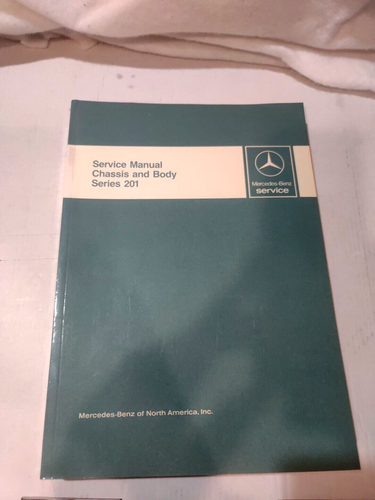 Service Manual
Chassis and Body
Series 201
Mercedes-Benz
service
Mercedes-Benz of North America, Inc.